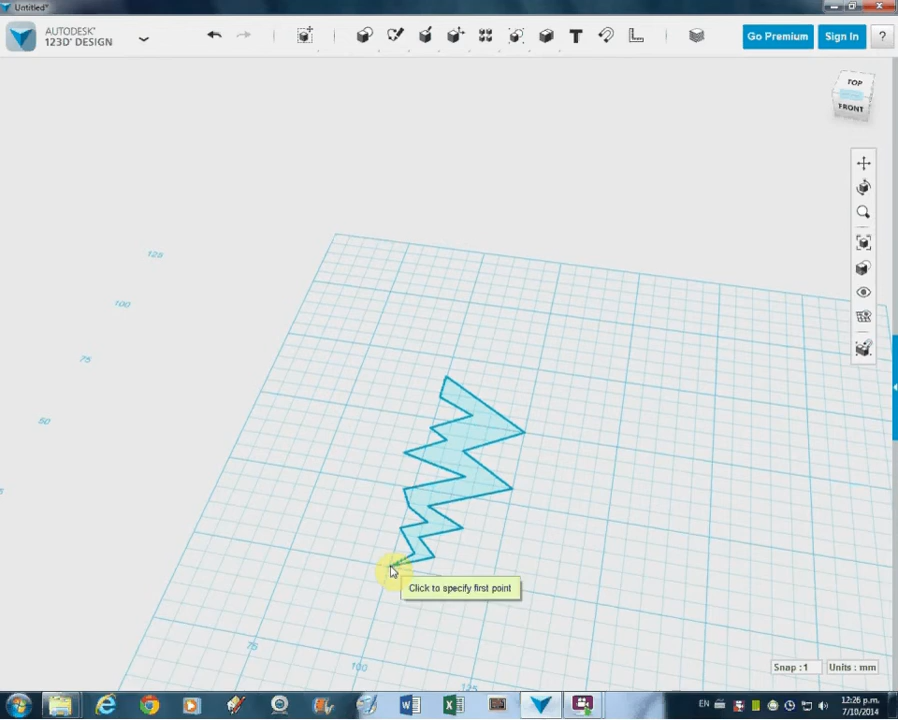 Untitled*
AUTODESK®
123D® DESIGN
T
Go Premium
Sign In
?
TOP
FRONT
125
100
75
50
75
100
125
Click to specify first point
Snap : 1
Units : mm
EN
12:26 p.m.
7/10/2014